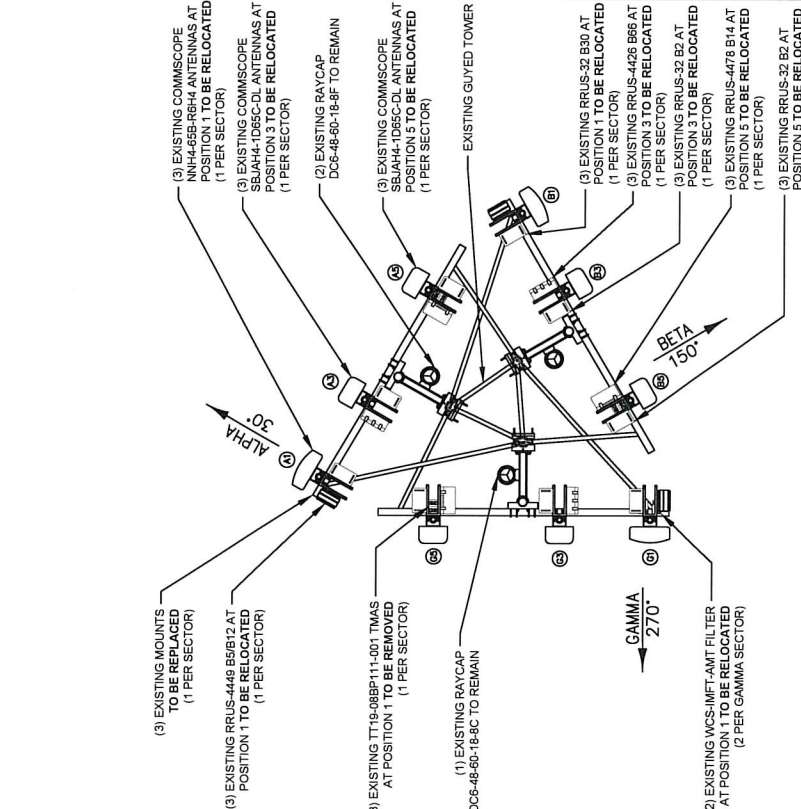 (3) EXISTING COMMSCOPE
NNH4-65B-R6H4 ANTENNAS AT
POSITION 1 TO BE RELOCATED
(1 PER SECTOR)
(3) EXISTING COMMSCOPE
SBJAH4-1D65C-DL ANTENNAS AT
POSITION 3 TO BE RELOCATED
(1 PER SECTOR)
(2) EXISTING RAYCAP
DC6-48-60-18-8F TO REMAIN
(3) EXISTING COMMSCOPE
SBJAH4-1D65C-DL ANTENNAS AT
POSITION 5 TO BE RELOCATED
(1 PER SECTOR)
EXISTING GUYED TOWER
(3) EXISTING RRUS-32 B30 AT
POSITION 1 TO BE RELOCATED
(1 PER SECTOR)
(3) EXISTING RRUS-4426 B66 AT
POSITION 3 TO BE RELOCATED
(1 PER SECTOR)
(3) EXISTING RRUS-32 B2 AT
POSITION 3 TO BE RELOCATED
(1 PER SECTOR)
(3) EXISTING RRUS-4478 B14 AT
POSITION 5 TO BE RELOCATED
(1 PER SECTOR)
(3) EXISTING RRUS-32 B2 AT
POSITION 5 TO BE RELOCATED
ALPHA
30°
A1
A3
A5
B1
B3
B5
BETA
150°
G5
G3
G1
GAMMA
270°
(3) EXISTING MOUNTS
TO BE REPLACED
(1 PER SECTOR)
(3) EXISTING RRUS-4449 B5/B12 AT
POSITION 1 TO BE RELOCATED
(1 PER SECTOR)
3) EXISTING TT19-08BP111-001 TMAS
AT POSITION 1 TO BE REMOVED
(1 PER SECTOR)
(1) EXISTING RAYCAP
DC6-48-60-18-8C TO REMAIN
2) EXISTING WCS-IMFT-AMT FILTER
AT POSITION 1 TO BE RELOCATED
(2 PER GAMMA SECTOR)